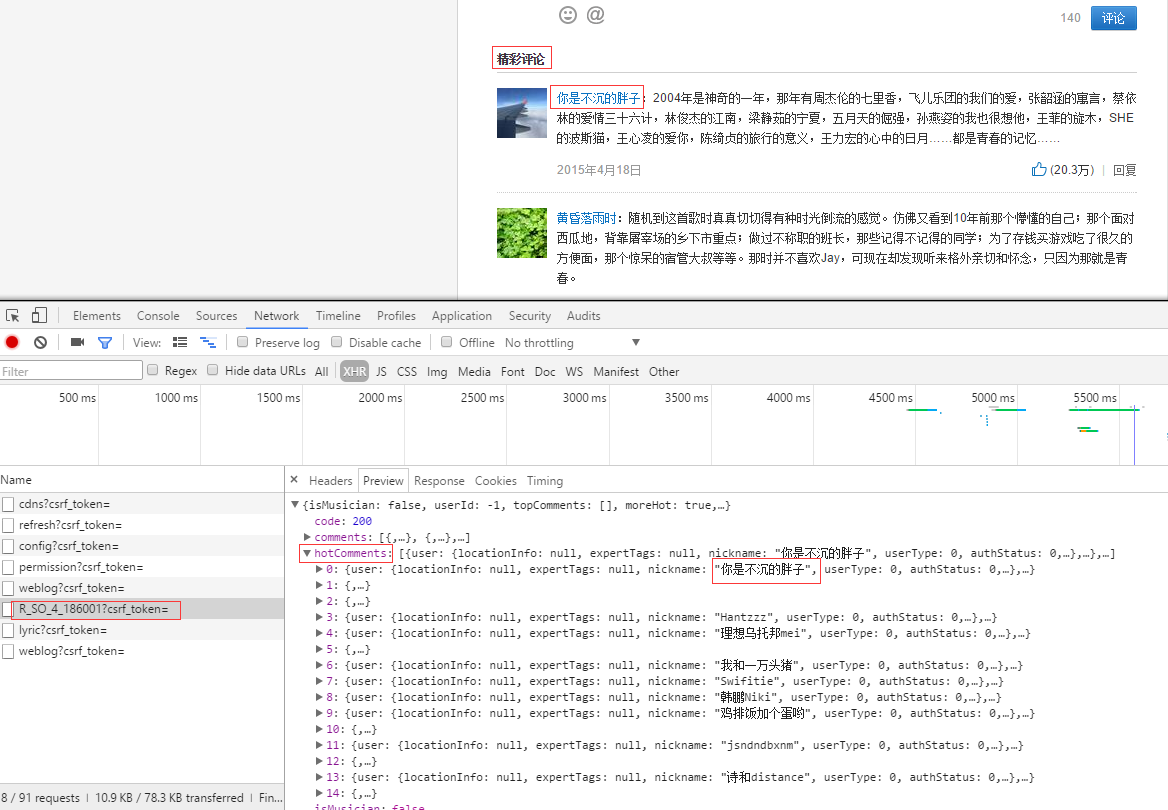 140 评论
精彩评论
你是不沉的胖子：2004年是神奇的一年，那年有周杰伦的七里香，飞儿乐团的我们的爱，张韶涵的寓言，蔡依
林的爱情三十六计，林俊杰的江南，梁静茹的宁夏，五月天的倔强，孙燕姿的我也很想他，王菲的旋木，SHE
的波斯猫，王心凌的爱你，陈绮贞的旅行的意义，王力宏的心中的日月……都是青春的记忆……
2015年4月18日 (20.3万) | 回复
黄昏落雨时：随机到这首歌时真真切切得有种时光倒流的感觉。仿佛又看到10年前那个懵懂的自己；那个面对
西瓜地，背靠屠宰场的乡下市重点；做过不称职的班长，那些记得不记得的同学；为了存钱买游戏吃了很久的
方便面，那个惊呆的宿管大叔等等。那时并不喜欢Jay，可现在却发现听来格外亲切和怀念，只因为那就是青
春。
Elements Console Sources Network Timeline Profiles Application Security Audits
View: Preserve log Disable cache Offline No throttling
Filter Regex Hide data URLs All XHR JS CSS Img Media Font Doc WS Manifest Other
500 ms 1000 ms 1500 ms 2000 ms 2500 ms 3000 ms 3500 ms 4000 ms 4500 ms 5000 ms 5500 ms
Name
cdns?csrf_token=
refresh?csrf_token=
config?csrf_token=
permission?csrf_token=
weblog?csrf_token=
R_SO_4_186001?csrf_token=
lyric?csrf_token=
weblog?csrf_token=
8 / 91 requests | 10.9 KB / 78.3 KB transferred | Fin...
× Headers Preview Response Cookies Timing
{isMusician: false, userId: -1, topComments: [], moreHot: true,…}
code: 200
comments: [{,…}, {,…},…]
hotComments: [{user: {locationInfo: null, expertTags: null, nickname: "你是不沉的胖子", userType: 0, authStatus: 0,…},…},…]
0: {user: {locationInfo: null, expertTags: null, nickname: "你是不沉的胖子", userType: 0, authStatus: 0,…},…}
1: {,…}
2: {,…}
3: {user: {locationInfo: null, expertTags: null, nickname: "Hantzzz", userType: 0, authStatus: 0,…},…}
4: {user: {locationInfo: null, expertTags: null, nickname: "理想乌托邦mei", userType: 0, authStatus: 0,…},…}
5: {,…}
6: {user: {locationInfo: null, expertTags: null, nickname: "我和一万头猪", userType: 0, authStatus: 0,…},…}
7: {user: {locationInfo: null, expertTags: null, nickname: "Swifitie", userType: 0, authStatus: 0,…},…}
8: {user: {locationInfo: null, expertTags: null, nickname: "韩鹏Niki", userType: 0, authStatus: 0,…},…}
9: {user: {locationInfo: null, expertTags: null, nickname: "鸡排饭加个蛋哟", userType: 0, authStatus: 0,…},…}
10: {,…}
11: {user: {locationInfo: null, expertTags: null, nickname: "jsndndbxnm", userType: 0, authStatus: 0,…},…}
12: {,…}
13: {user: {locationInfo: null, expertTags: null, nickname: "诗和distance", userType: 0, authStatus: 0,…},…}
14: {,…}
isMusician: false